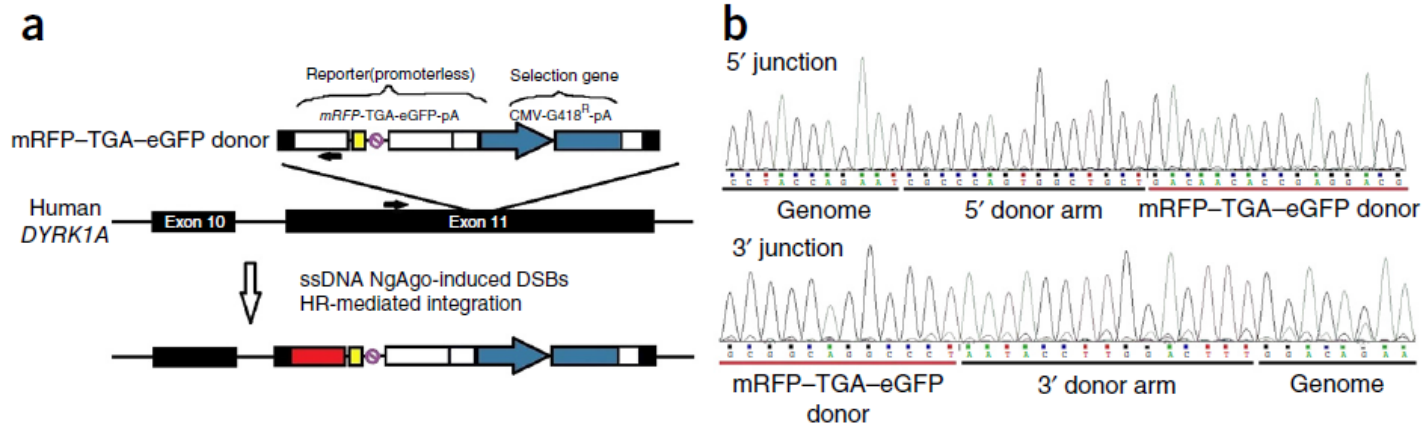 a
Reporter(promoterless)
Selection gene
mRFP-TGA-eGFP-pA
CMV-G418ᴿ-pA
mRFP–TGA–eGFP donor
Human
DYRK1A
Exon 10
Exon 11
ssDNA NgAgo-induced DSBs
HR-mediated integration
b
5′ junction
C C T A C C A G A A T C G C C C A G T G G C T G C T G A C A A C A C C G A G G A C G
Genome
5′ donor arm
mRFP–TGA–eGFP donor
3′ junction
G C G G C A G G C C C T A A T A C C T T G G A C T T T G G A C A G A A
mRFP–TGA–eGFP
donor
3′ donor arm
Genome